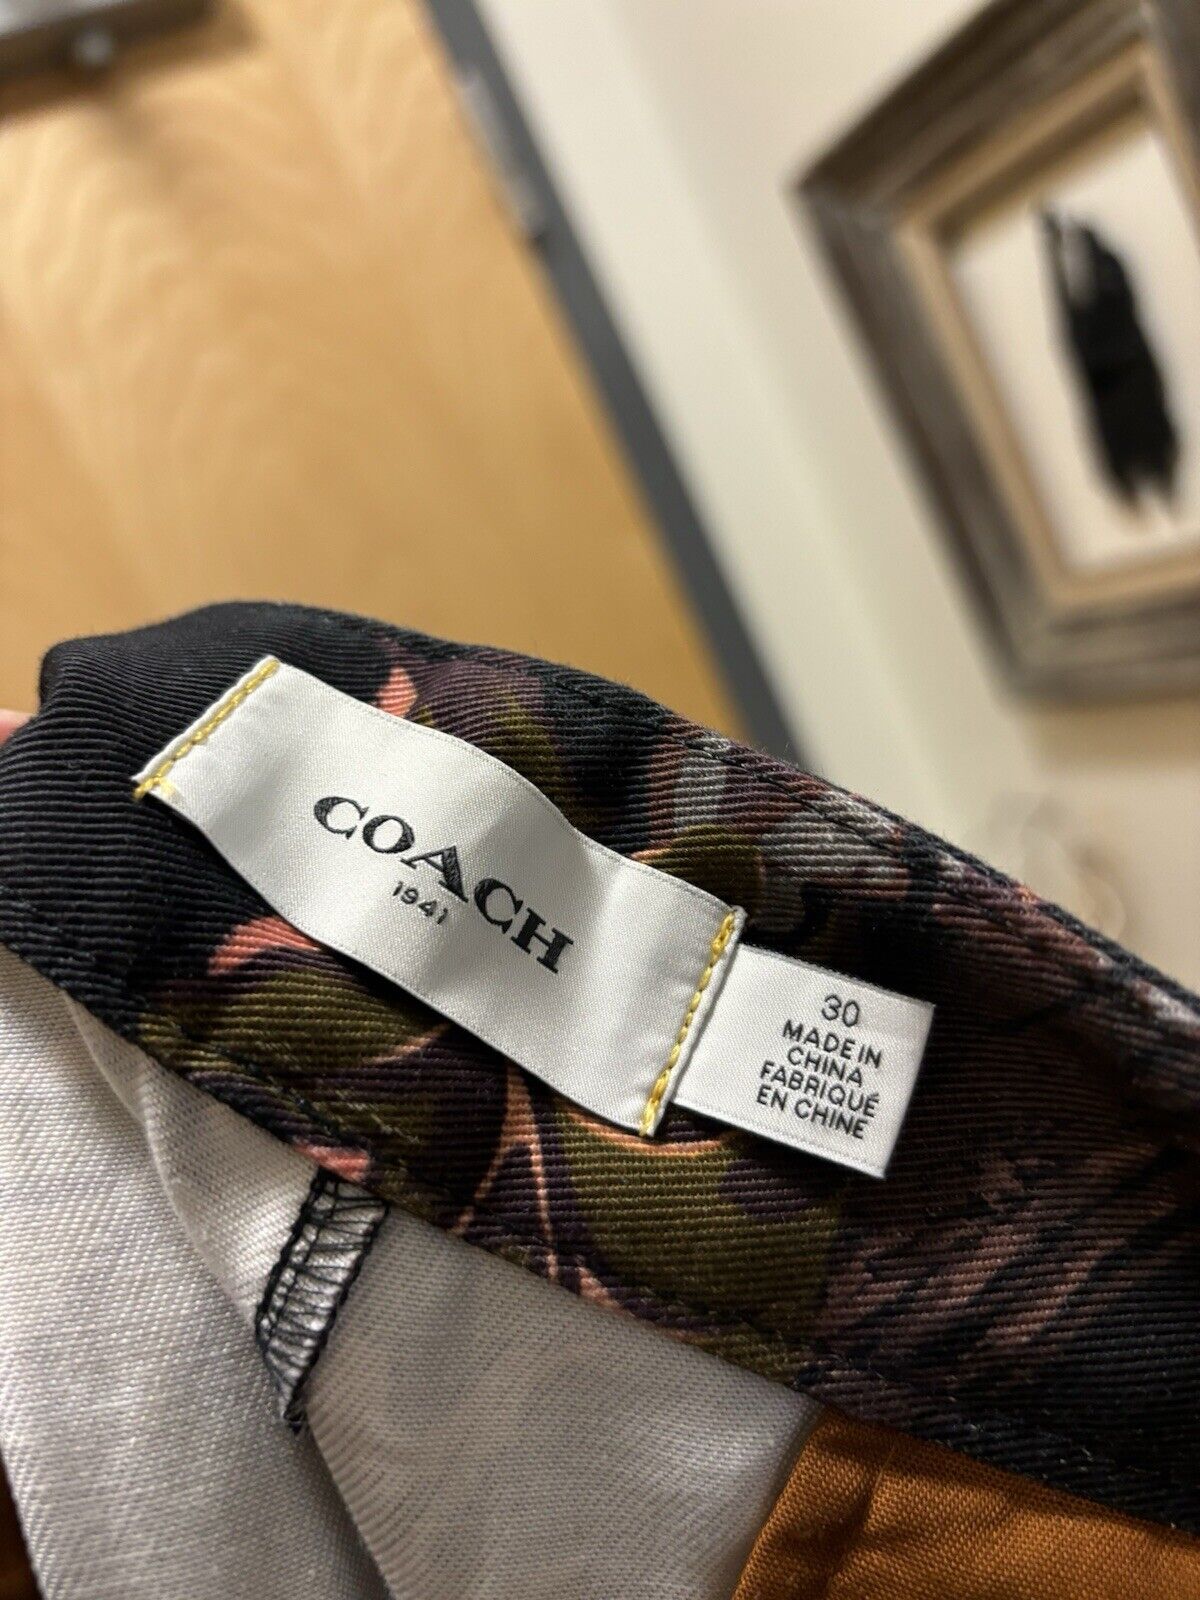 COACH
1941
30
MADE IN
CHINA
FABRIQUÉ
EN CHINE